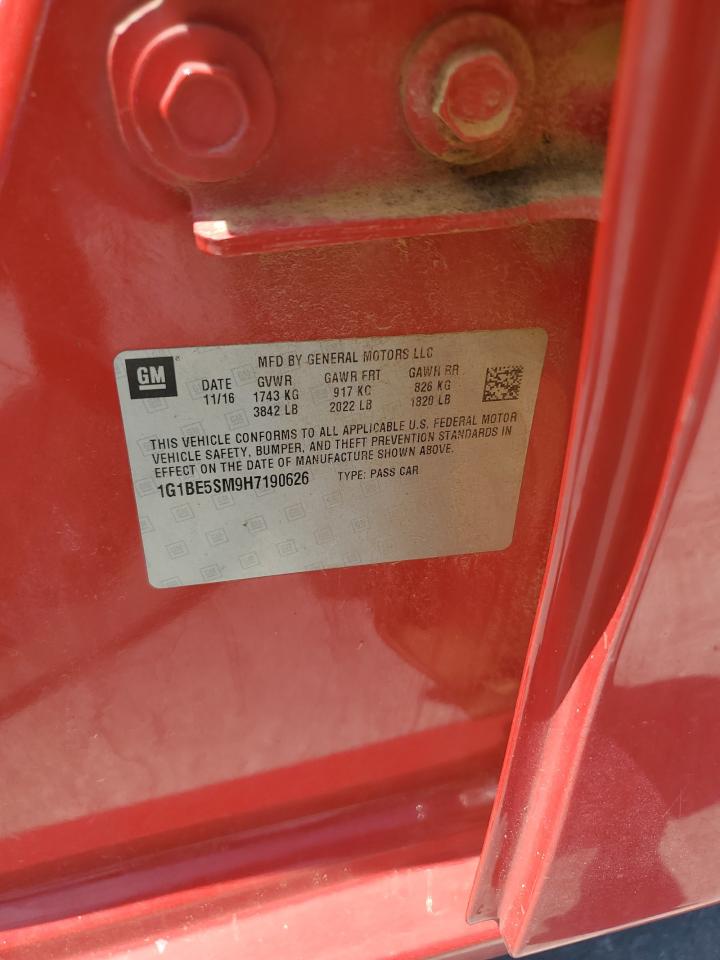 GM
MFD BY GENERAL MOTORS LLC
DATE GVWR GAWR FRT GAWR RR
11/16 1743 KG 917 KG 826 KG
3842 LB 2022 LB 1820 LB
THIS VEHICLE CONFORMS TO ALL APPLICABLE U.S. FEDERAL MOTOR
VEHICLE SAFETY, BUMPER, AND THEFT PREVENTION STANDARDS IN
EFFECT ON THE DATE OF MANUFACTURE SHOWN ABOVE.
1G1BE5SM9H7190626 TYPE: PASS CAR